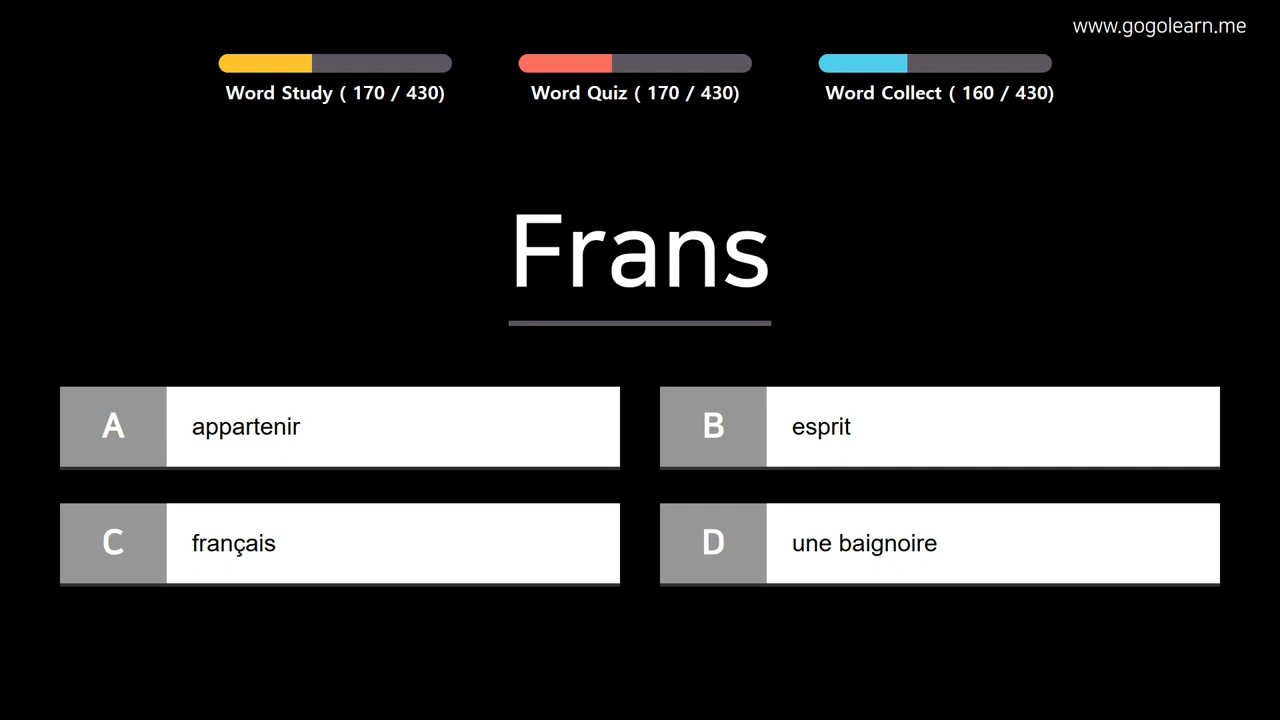 www.gogolearn.me
Word Study ( 170 / 430)
Word Quiz ( 170 / 430)
Word Collect ( 160 / 430)
Frans
A appartenir
B esprit
C français
D une baignoire